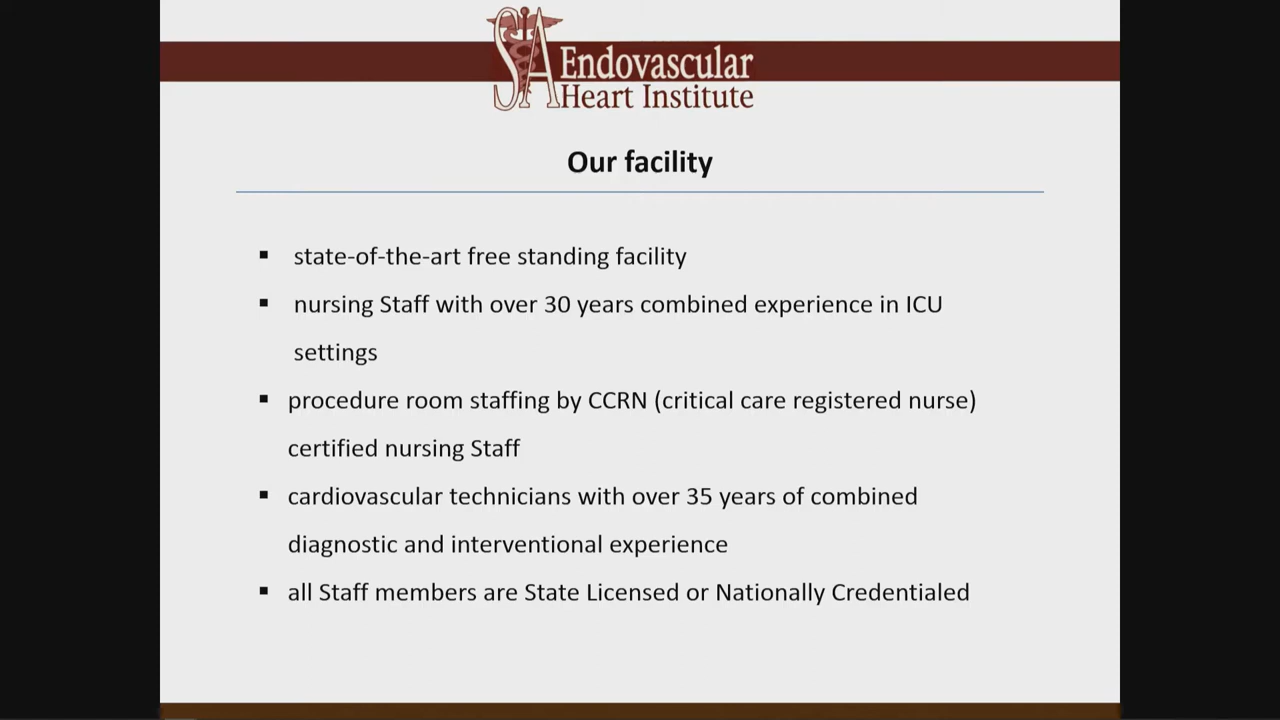 SA Endovascular
Heart Institute
Our facility
▪ state-of-the-art free standing facility
▪ nursing Staff with over 30 years combined experience in ICU
settings
▪ procedure room staffing by CCRN (critical care registered nurse)
certified nursing Staff
▪ cardiovascular technicians with over 35 years of combined
diagnostic and interventional experience
▪ all Staff members are State Licensed or Nationally Credentialed